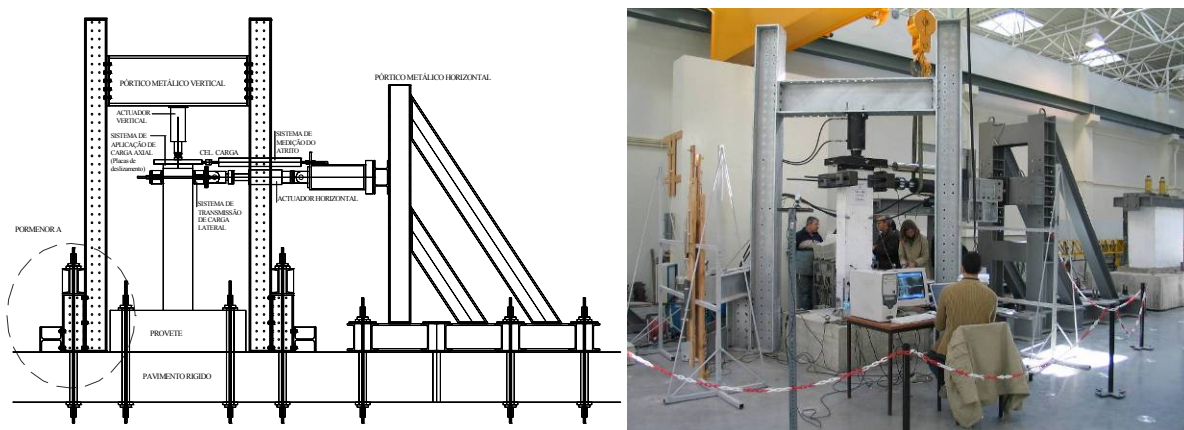 PÓRTICO METÁLICO VERTICAL
PÓRTICO METÁLICO HORIZONTAL
ACTUADOR
VERTICAL
SISTEMA DE
APLICAÇÃO DE
CARGA AXIAL
(Placas de
deslizamento)
CEL. CARGA
SISTEMA DE
MEDIÇÃO DO
ATRITO
ACTUADOR HORIZONTAL
SISTEMA DE
TRANSMISSÃO
DE CARGA
LATERAL
PORMENOR A
PROVETE
PAVIMENTO RIGIDO